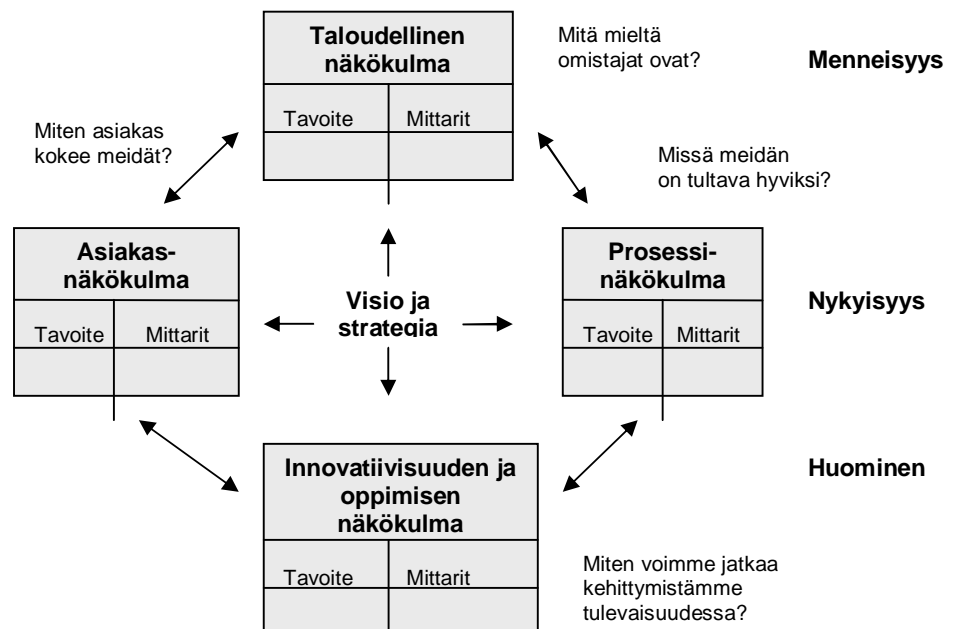 Taloudellinen
näkökulma
Mitä mieltä
omistajat ovat?
Menneisyys
Tavoite
Mittarit
Miten asiakas
kokee meidät?
Missä meidän
on tultava hyviksi?
Asiakas-
näkökulma
Prosessi-
näkökulma
Visio ja
strategia
Nykyisyys
Tavoite
Mittarit
Tavoite
Mittarit
Innovatiivisuuden ja
oppimisen
näkökulma
Huominen
Tavoite
Mittarit
Miten voimme jatkaa
kehittymistämme
tulevaisuudessa?